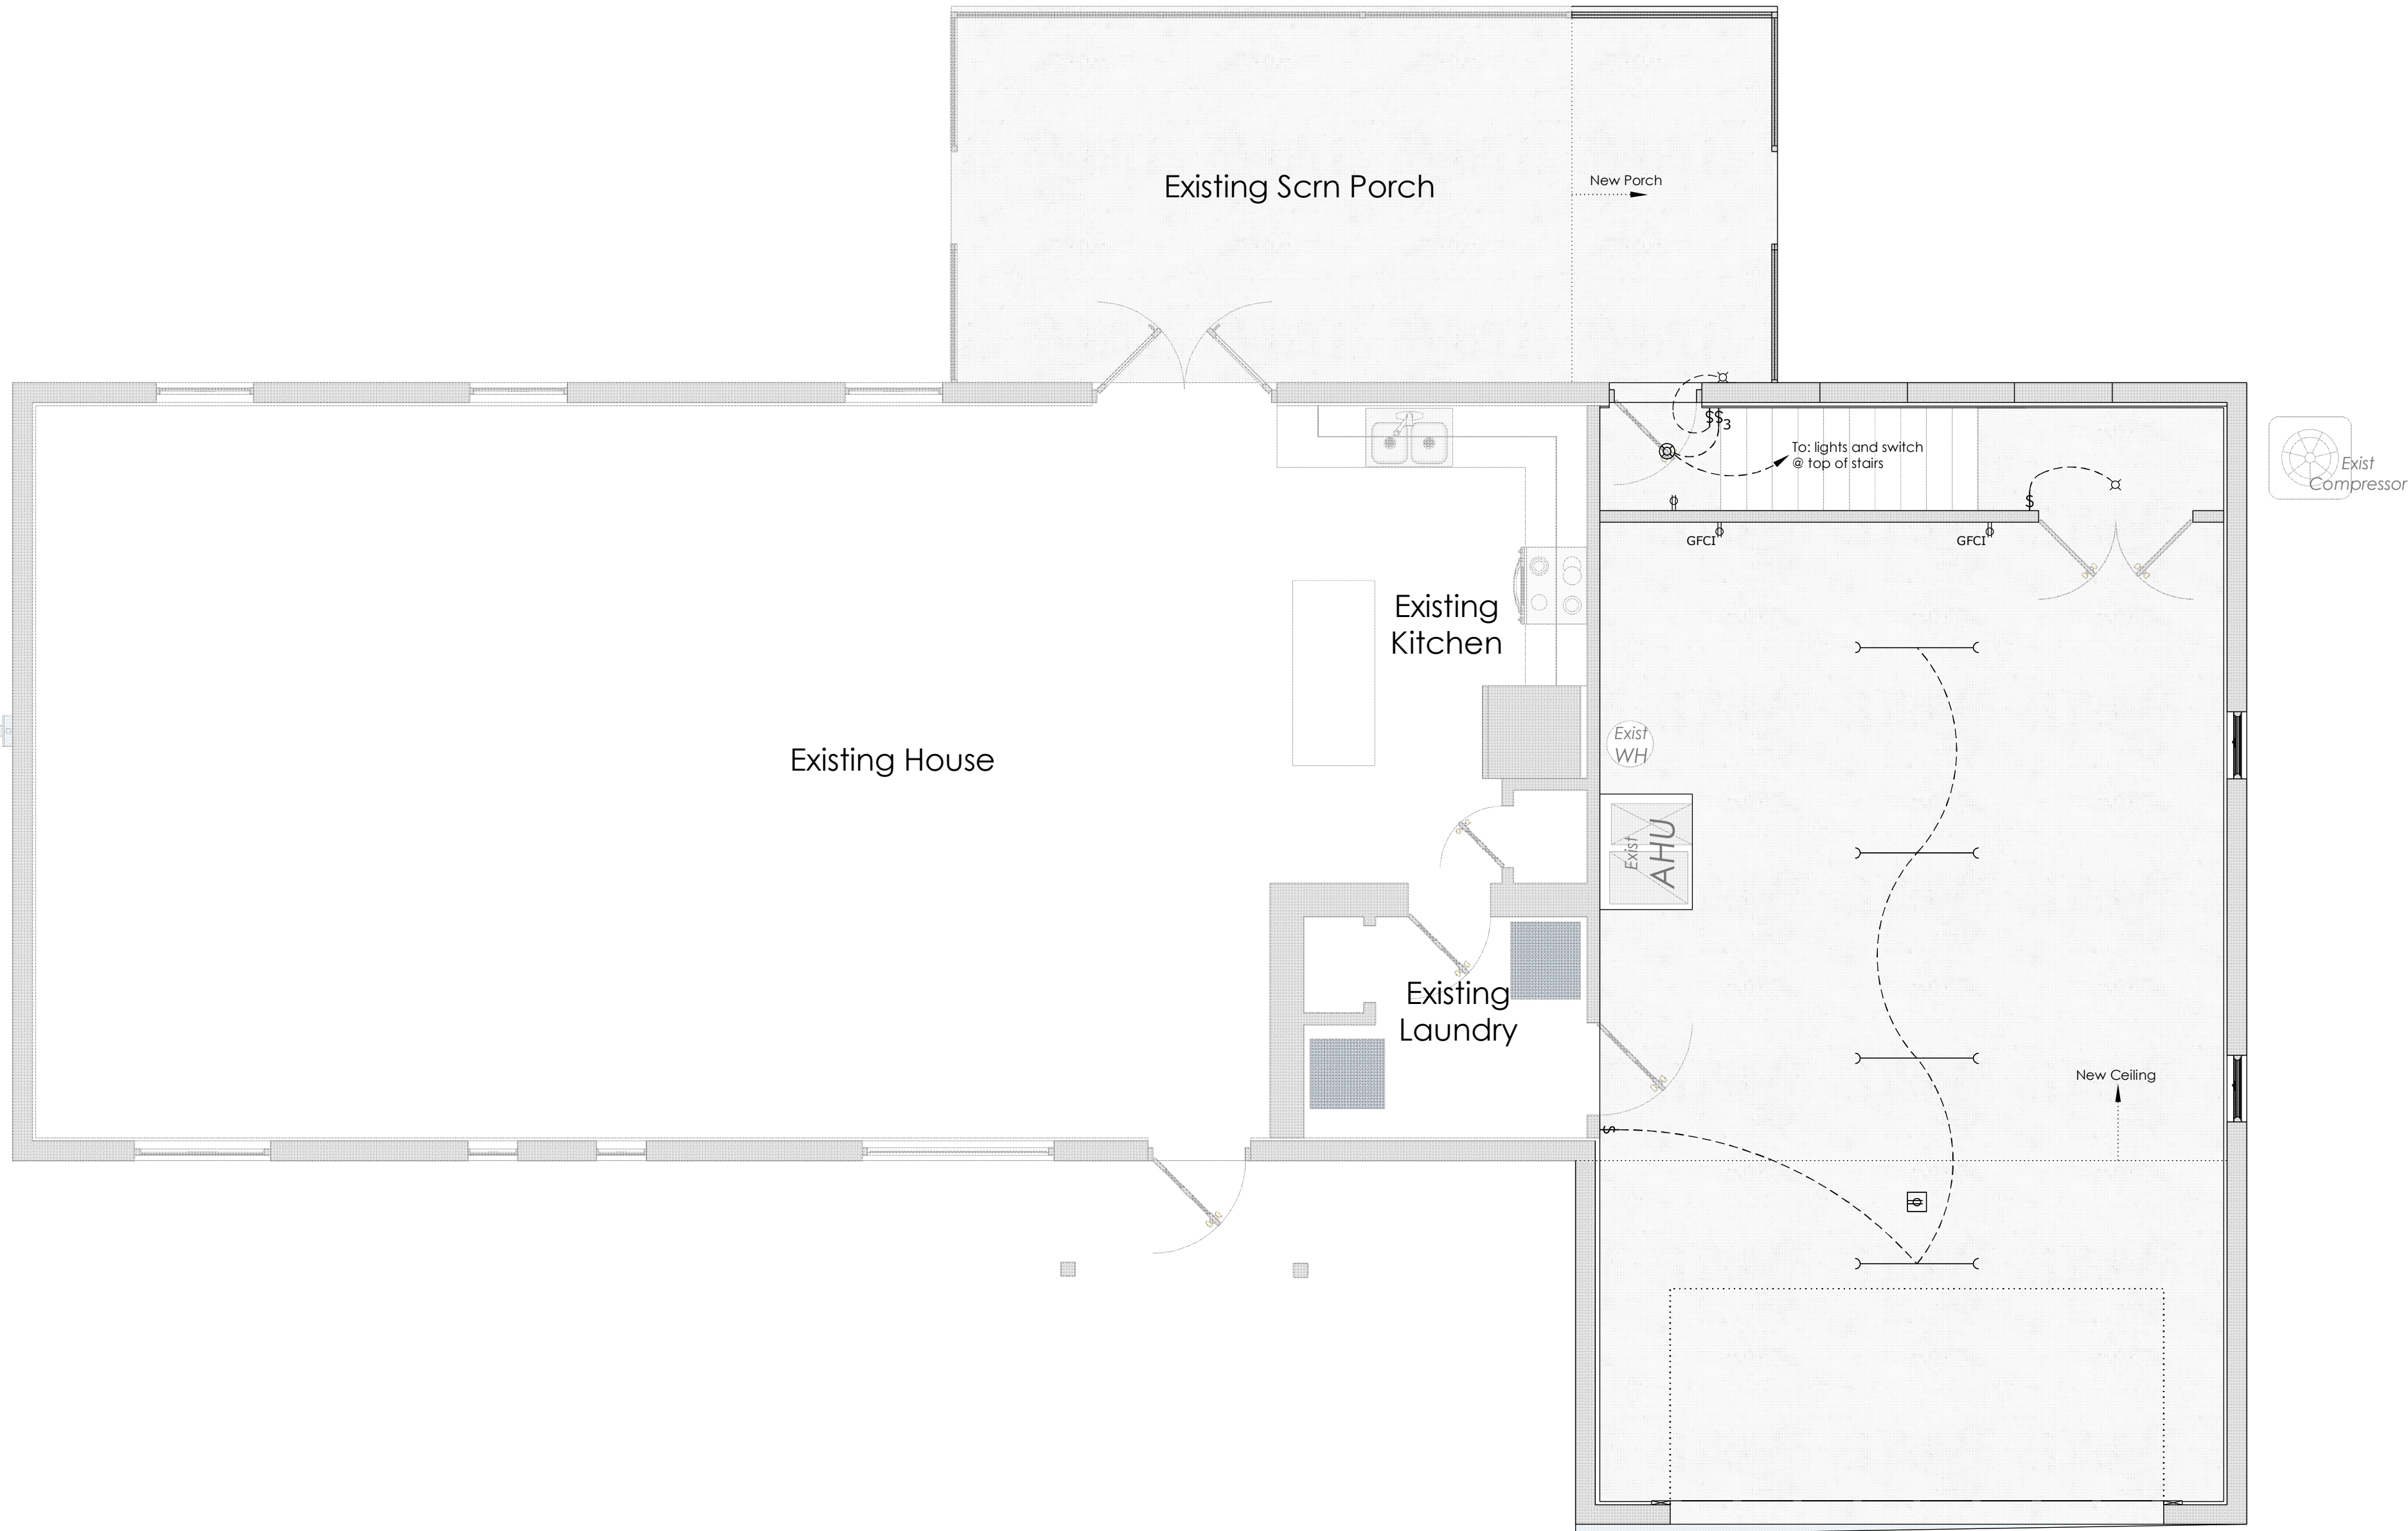 Existing Scrn Porch
New Porch
$$3
To: lights and switch
@ top of stairs
Exist
Compressor
$
GFCI
GFCI
Existing
Kitchen
Exist
WH
Existing House
Exist
AHU
Existing
Laundry
New Ceiling
$